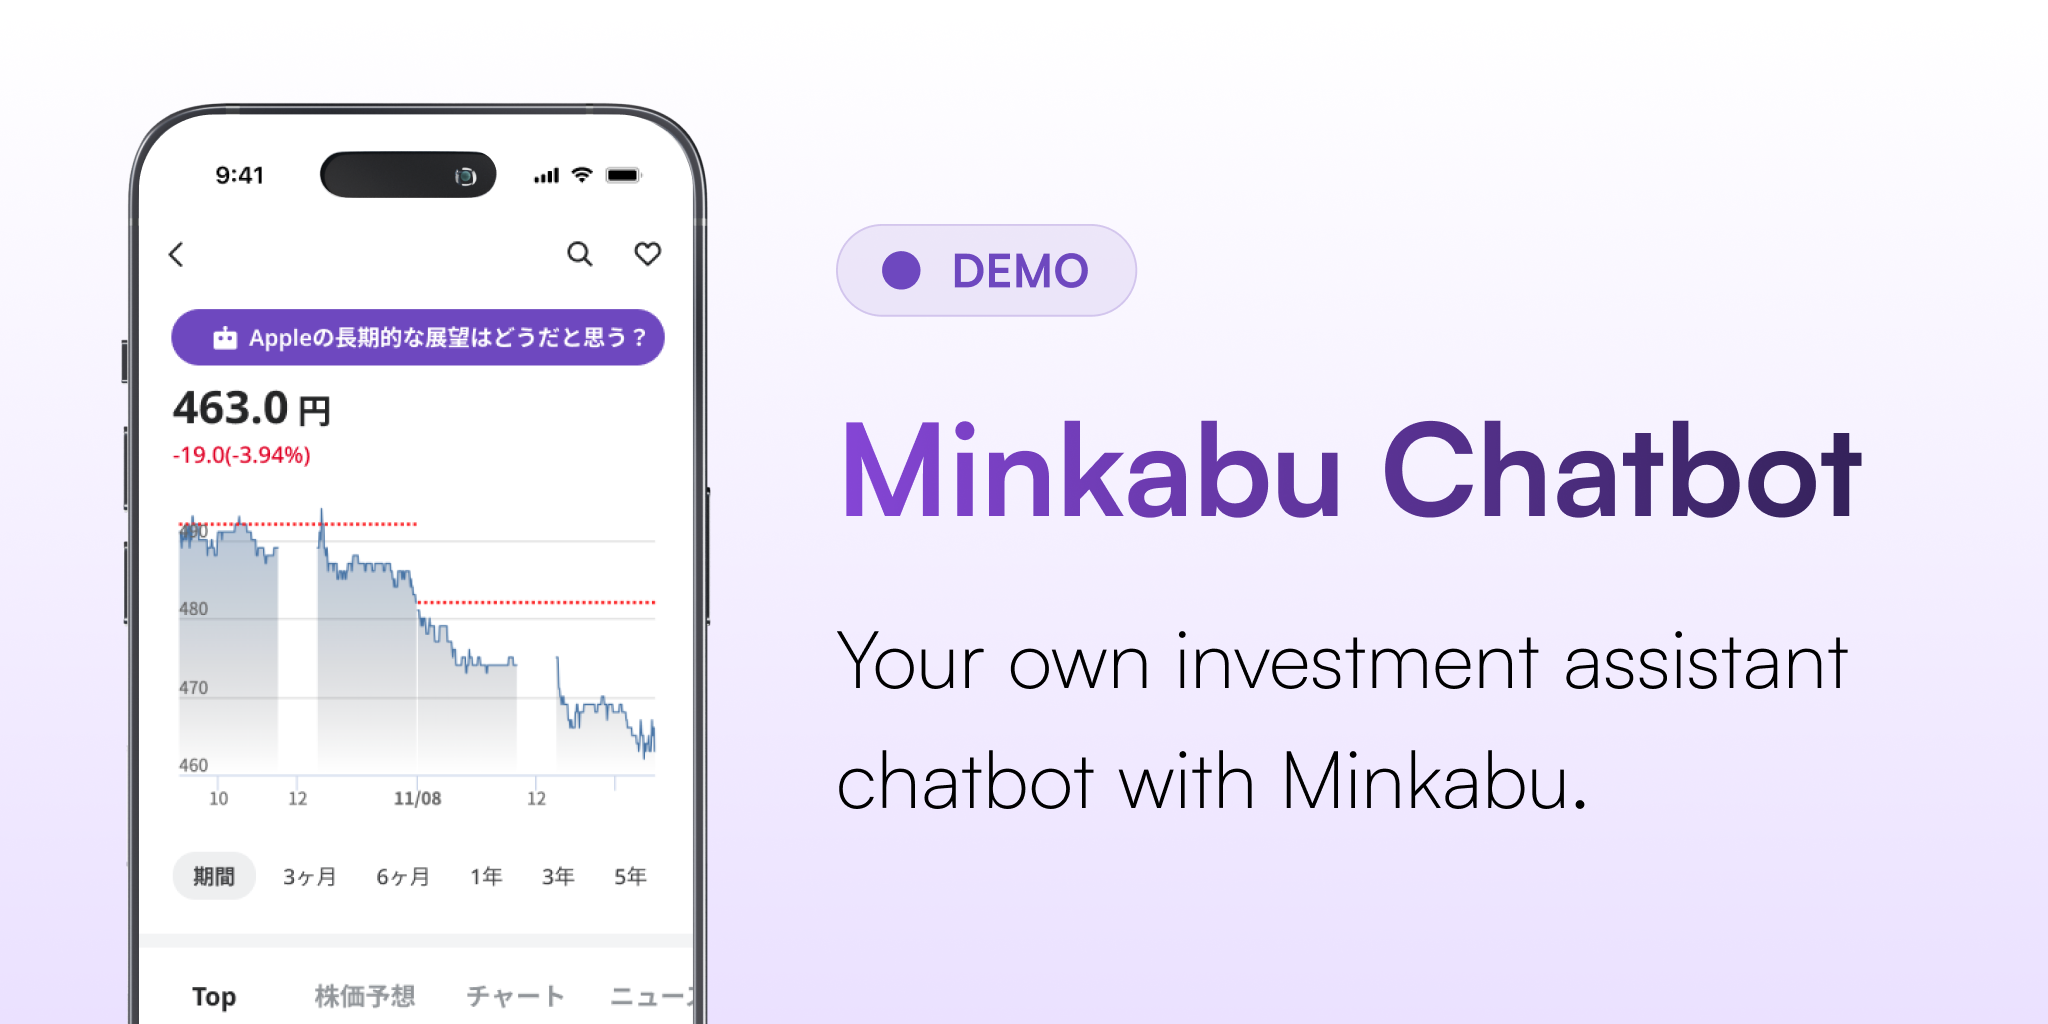 9:41
Appleの長期的な展望はどうだと思う？
463.0 円
-19.0(-3.94%)
490
480
470
460
10 12 11/08 12
期間 3ヶ月 6ヶ月 1年 3年 5年
Top 株価予想 チャート ニュース
DEMO
Minkabu Chatbot
Your own investment assistant
chatbot with Minkabu.